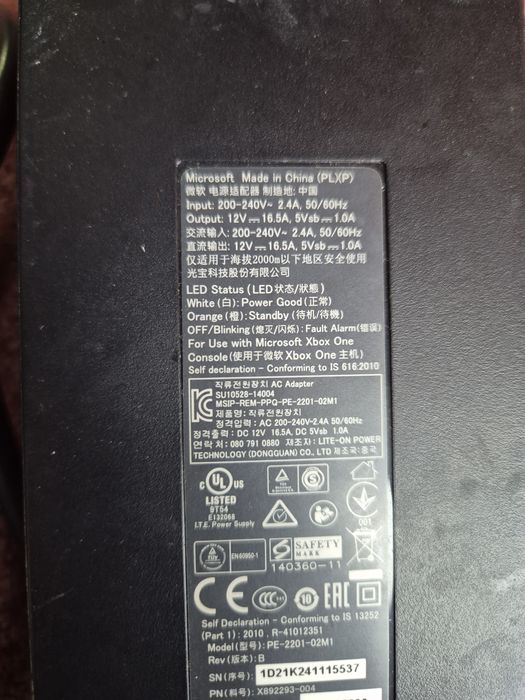 Microsoft Made in China (PLXP)
微软 电源适配器 制造地: 中国
Input: 200-240V~ 2.4A, 50/60Hz
Output: 12V⎓16.5A, 5Vsb⎓1.0A
交流输入: 200-240V~ 2.4A, 50/60Hz
直流输出: 12V⎓16.5A, 5Vsb⎓1.0A
仅适用于海拔2000m以下地区安全使用
光宝科技股份有限公司
LED Status (LED状态/狀態)
White (白): Power Good (正常)
Orange (橙): Standby (待机/待機)
OFF/Blinking (熄灭/闪烁): Fault Alarm(错误)
For Use with Microsoft Xbox One
Console(使用于微软 Xbox One 主机)
Self declaration - Conforming to IS 616:2010
직류전원장치 AC Adapter
SU10528-14004
MSIP-REM-PPQ-PE-2201-02M1
제품명: 직류전원장치
정격입력: AC 200-240V~2.4A 50/60Hz
정격출력: DC 12V 16.5A, DC 5Vsb 1.0A
연락처: 080 791 0880 제조자: LITE-ON POWER
TECHNOLOGY (DONGGUAN) CO., LTD 제조국:중국
c UL US
LISTED
9T54
E132068
I.T.E. Power Supply
S
001
TÜV
EN 60950-1
S SAFETY
MARK
140360-11
CE CCC 10 EAC
Self Declaration - Conforming to IS 13252
(Part 1) : 2010 , R-41012351
Model(型号): PE-2201-02M1
Rev (版本): B
SN (序号): 1D21K241115537
PN (料号): X892293-004